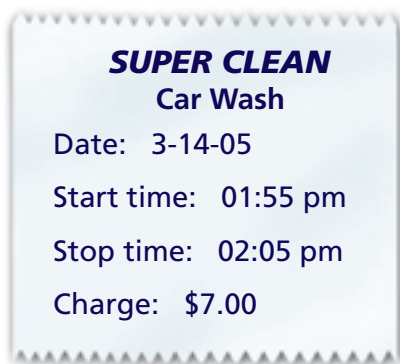 SUPER CLEAN
Car Wash
Date: 3-14-05
Start time: 01:55 pm
Stop time: 02:05 pm
Charge: $7.00